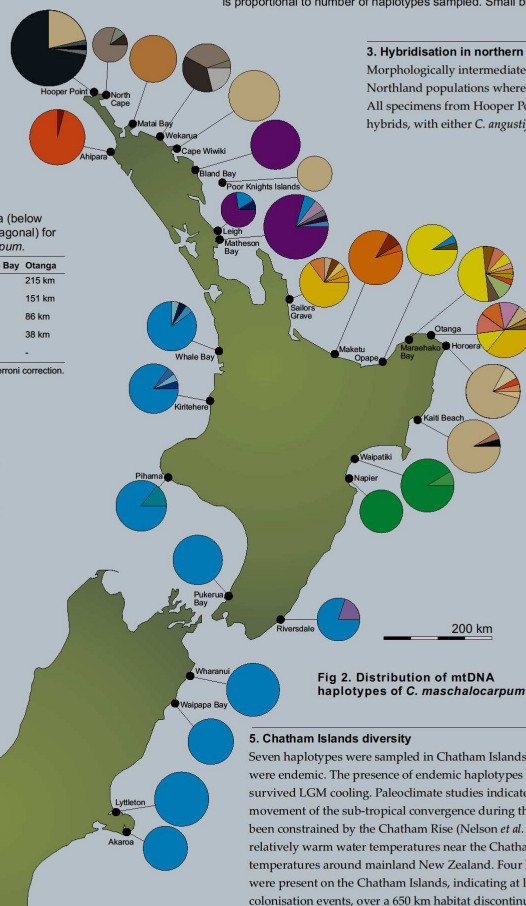 is proportional to number of haplotypes sampled. Small b
3. Hybridisation in northern
Morphologically intermediate
Northland populations where
All specimens from Hooper Po
hybrids, with either C. angusti
Hooper Point
North
Cape
Matai Bay
Wekarua
Cape Wiwiki
Ahipara
Bland Bay
Poor Knights Islands
a (below
agonal) for
pum.
Bay Otanga
215 km
151 km
86 km
38 km
-
erroni correction.
Leigh
Matheson
Bay
Sailors
Grave
Whale Bay
Maketu
Opape
Maraehako
Bay
Otanga
Horoera
Kiritehere
Kaiti Beach
Waipatiki
Napier
Pihama
Pukerua
Bay
Riversdale
200 km
Wharanui
Fig 2. Distribution of mtDNA
haplotypes of C. maschalocarpum
Waipapa Bay
5. Chatham Islands diversity
Seven haplotypes were sampled in Chatham Islands
were endemic. The presence of endemic haplotypes
survived LGM cooling. Paleoclimate studies indicate
movement of the sub-tropical convergence during th
been constrained by the Chatham Rise (Nelson et al.
relatively warm water temperatures near the Chatha
temperatures around mainland New Zealand. Four
were present on the Chatham Islands, indicating at l
colonisation events, over a 650 km habitat discontinu
Lyttleton
Akaroa